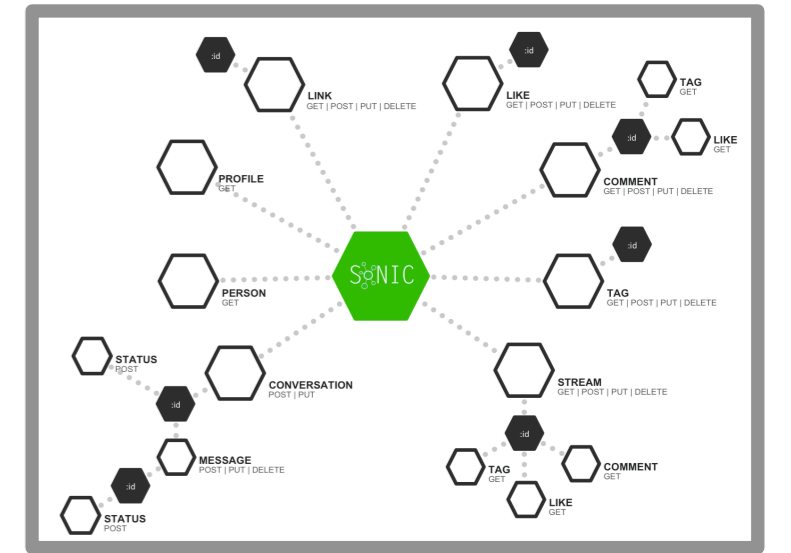 :id
LINK
GET | POST | PUT | DELETE
:id
LIKE
GET | POST | PUT | DELETE
TAG
GET
:id
LIKE
GET
COMMENT
GET | POST | PUT | DELETE
PROFILE
GET
SONIC
:id
TAG
GET | POST | PUT | DELETE
PERSON
GET
STATUS
POST
:id
CONVERSATION
POST | PUT
MESSAGE
POST | PUT | DELETE
:id
STATUS
POST
STREAM
GET | POST | PUT | DELETE
:id
TAG
GET
LIKE
GET
COMMENT
GET